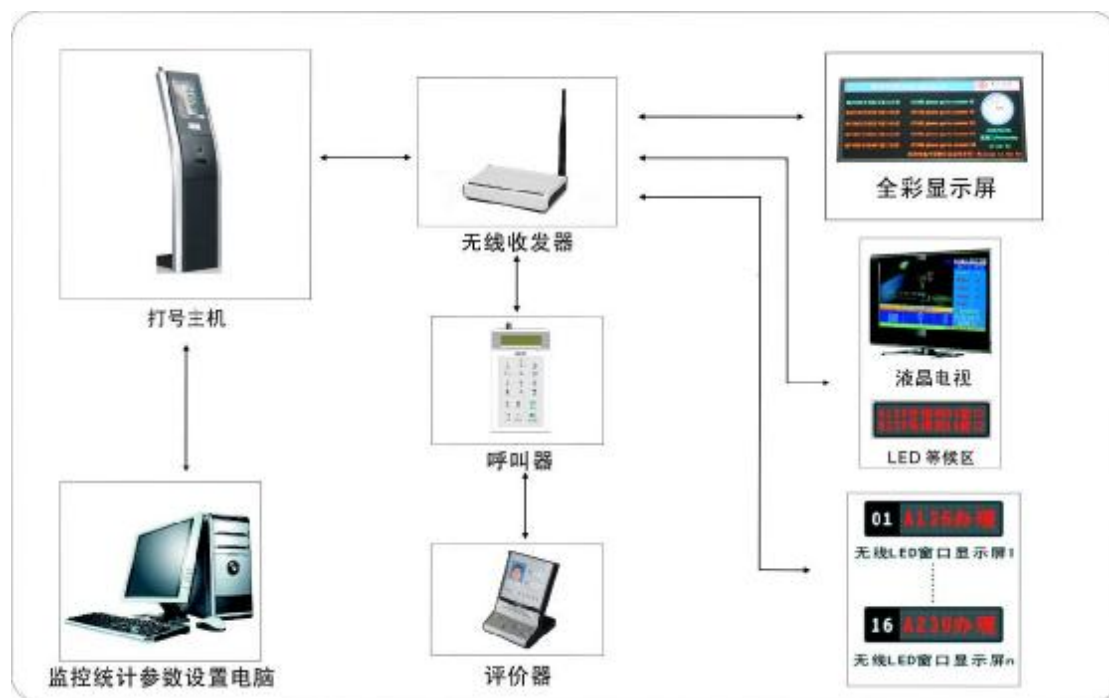 打号主机
监控统计参数设置电脑
无线收发器
呼叫器
评价器
全彩显示屏
液晶电视
LED 等候区
01 A126办理
无线LED窗口显示屏1
16 A239办理
无线LED窗口显示屏n